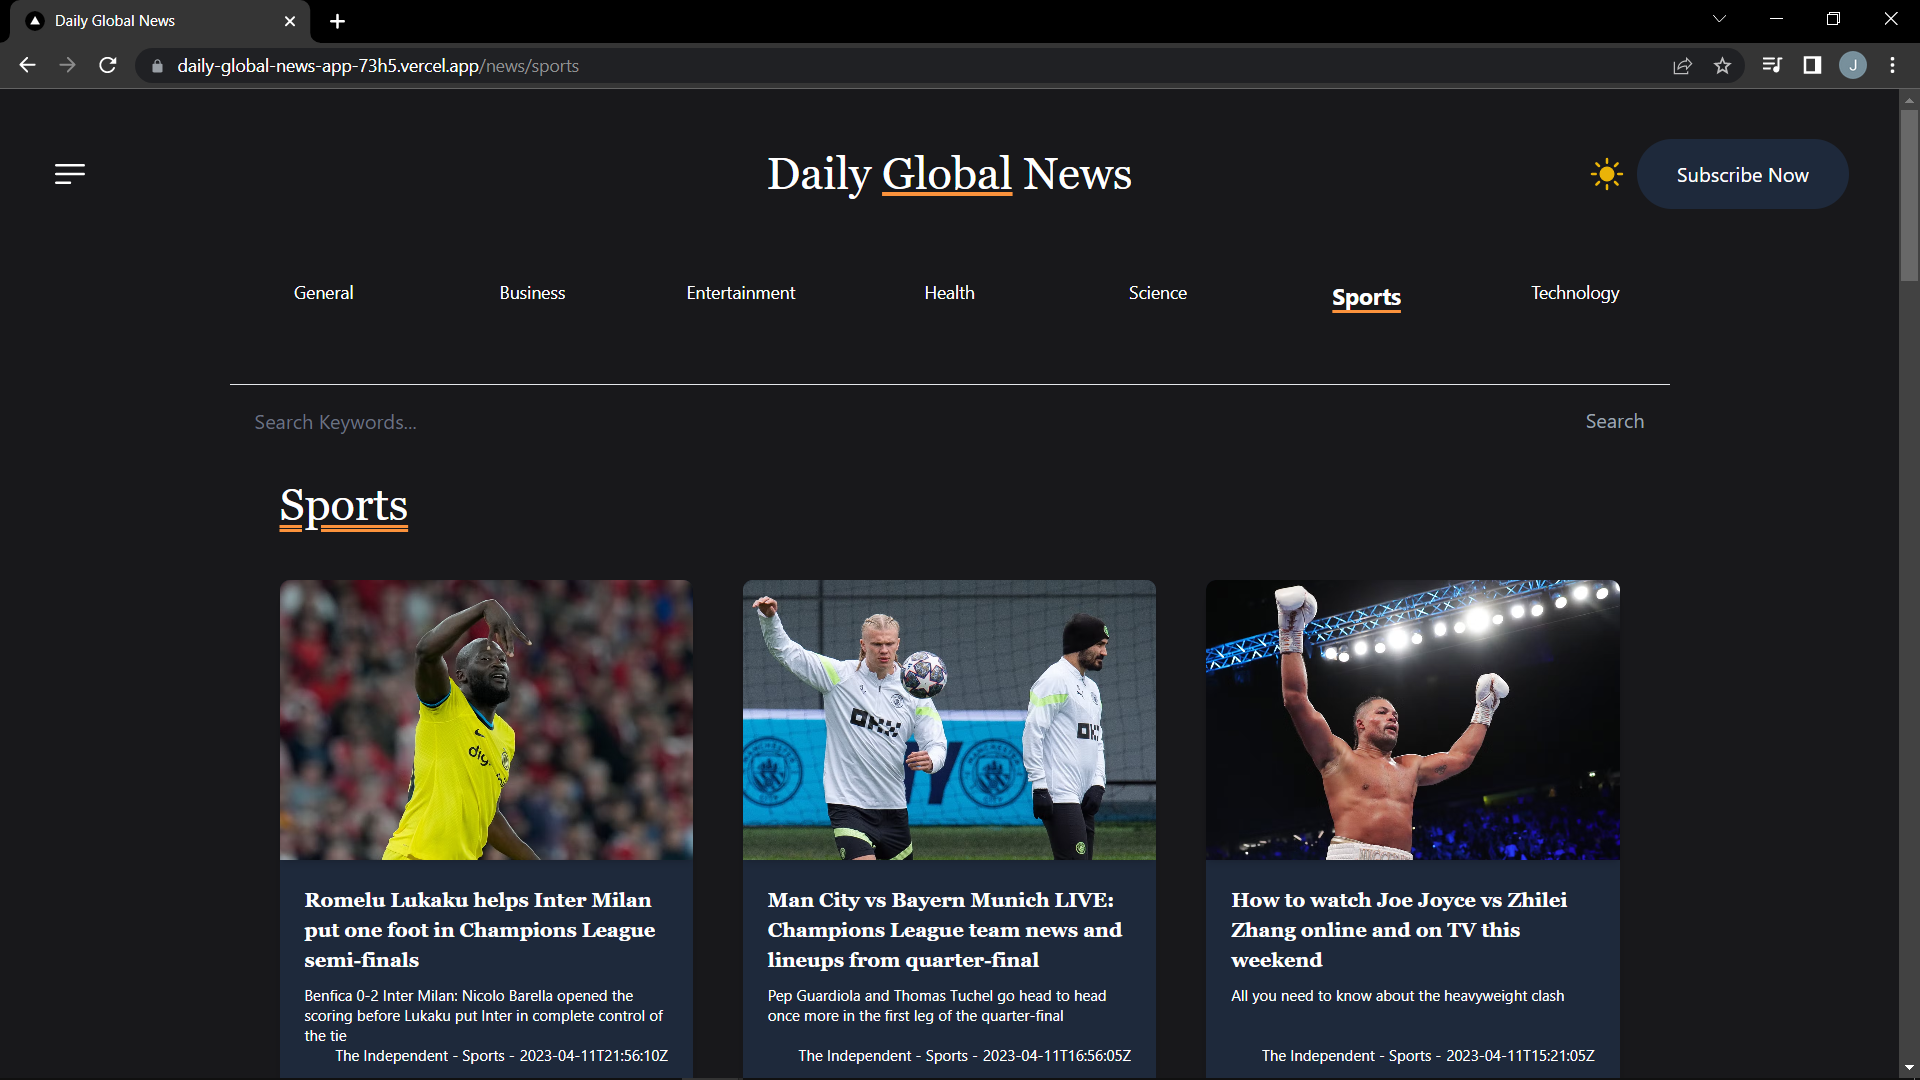 Daily Global News
daily-global-news-app-73h5.vercel.app/news/sports
J
Daily Global News
Subscribe Now
General
Business
Entertainment
Health
Science
Sports
Technology
Search Keywords...
Search
Sports
Romelu Lukaku helps Inter Milan
put one foot in Champions League
semi-finals
Benfica 0-2 Inter Milan: Nicolo Barella opened the
scoring before Lukaku put Inter in complete control of
the tie
The Independent - Sports - 2023-04-11T21:56:10Z
MANCHESTER
CITY
Man City vs Bayern Munich LIVE:
Champions League team news and
lineups from quarter-final
Pep Guardiola and Thomas Tuchel go head to head
once more in the first leg of the quarter-final
The Independent - Sports - 2023-04-11T16:56:05Z
How to watch Joe Joyce vs Zhilei
Zhang online and on TV this
weekend
All you need to know about the heavyweight clash
The Independent - Sports - 2023-04-11T15:21:05Z